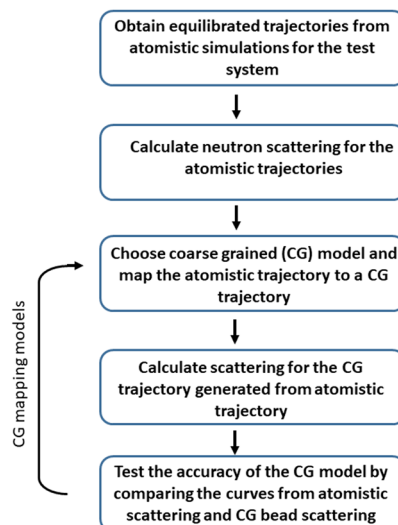 Obtain equilibrated trajectories from
atomistic simulations for the test
system
Calculate neutron scattering for the
atomistic trajectories
Choose coarse grained (CG) model and
map the atomistic trajectory to a CG
trajectory
Calculate scattering for the CG
trajectory generated from atomistic
trajectory
Test the accuracy of the CG model by
comparing the curves from atomistic
scattering and CG bead scattering
CG mapping models